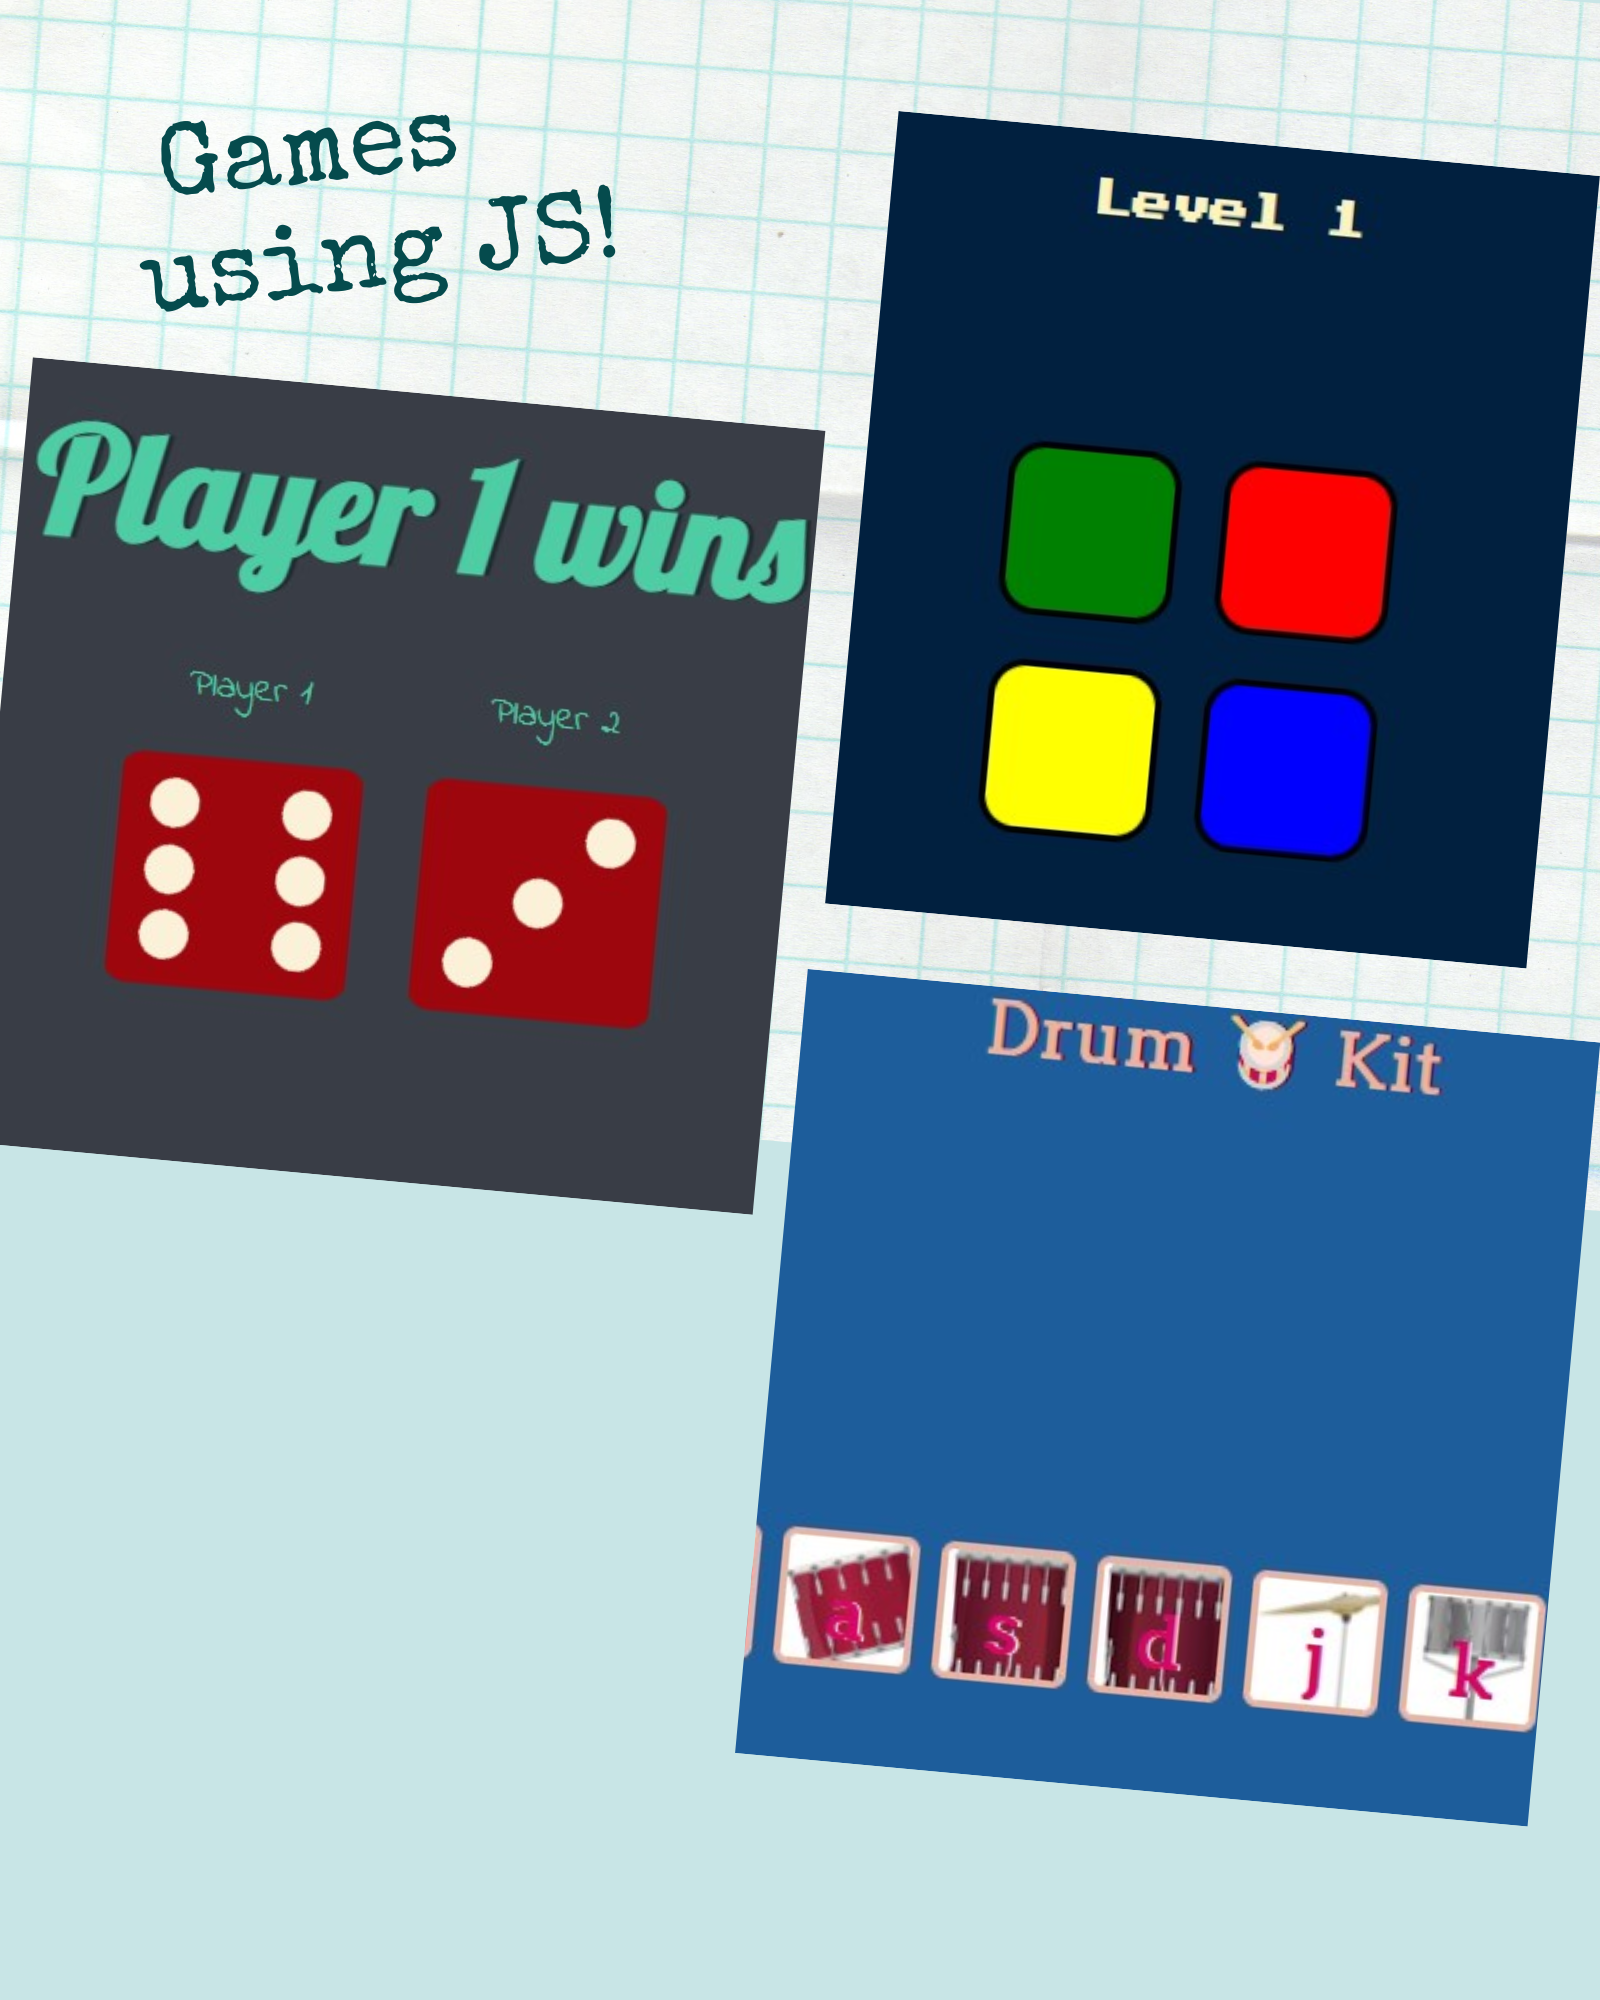 Games
using JS!
Player 1 wins
Player 1
Player 2
Level 1
Drum Kit
a
s
d
j
k